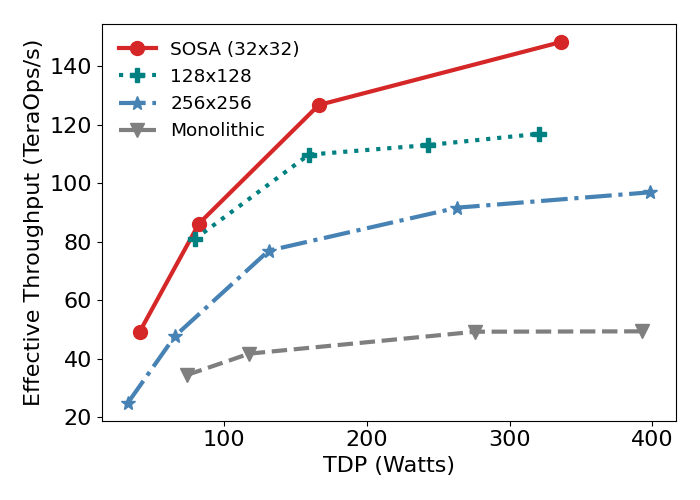 SOSA (32x32)
128x128
256x256
Monolithic
Effective Throughput (TeraOps/s)
140
120
100
80
60
40
20
100 200 300 400
TDP (Watts)